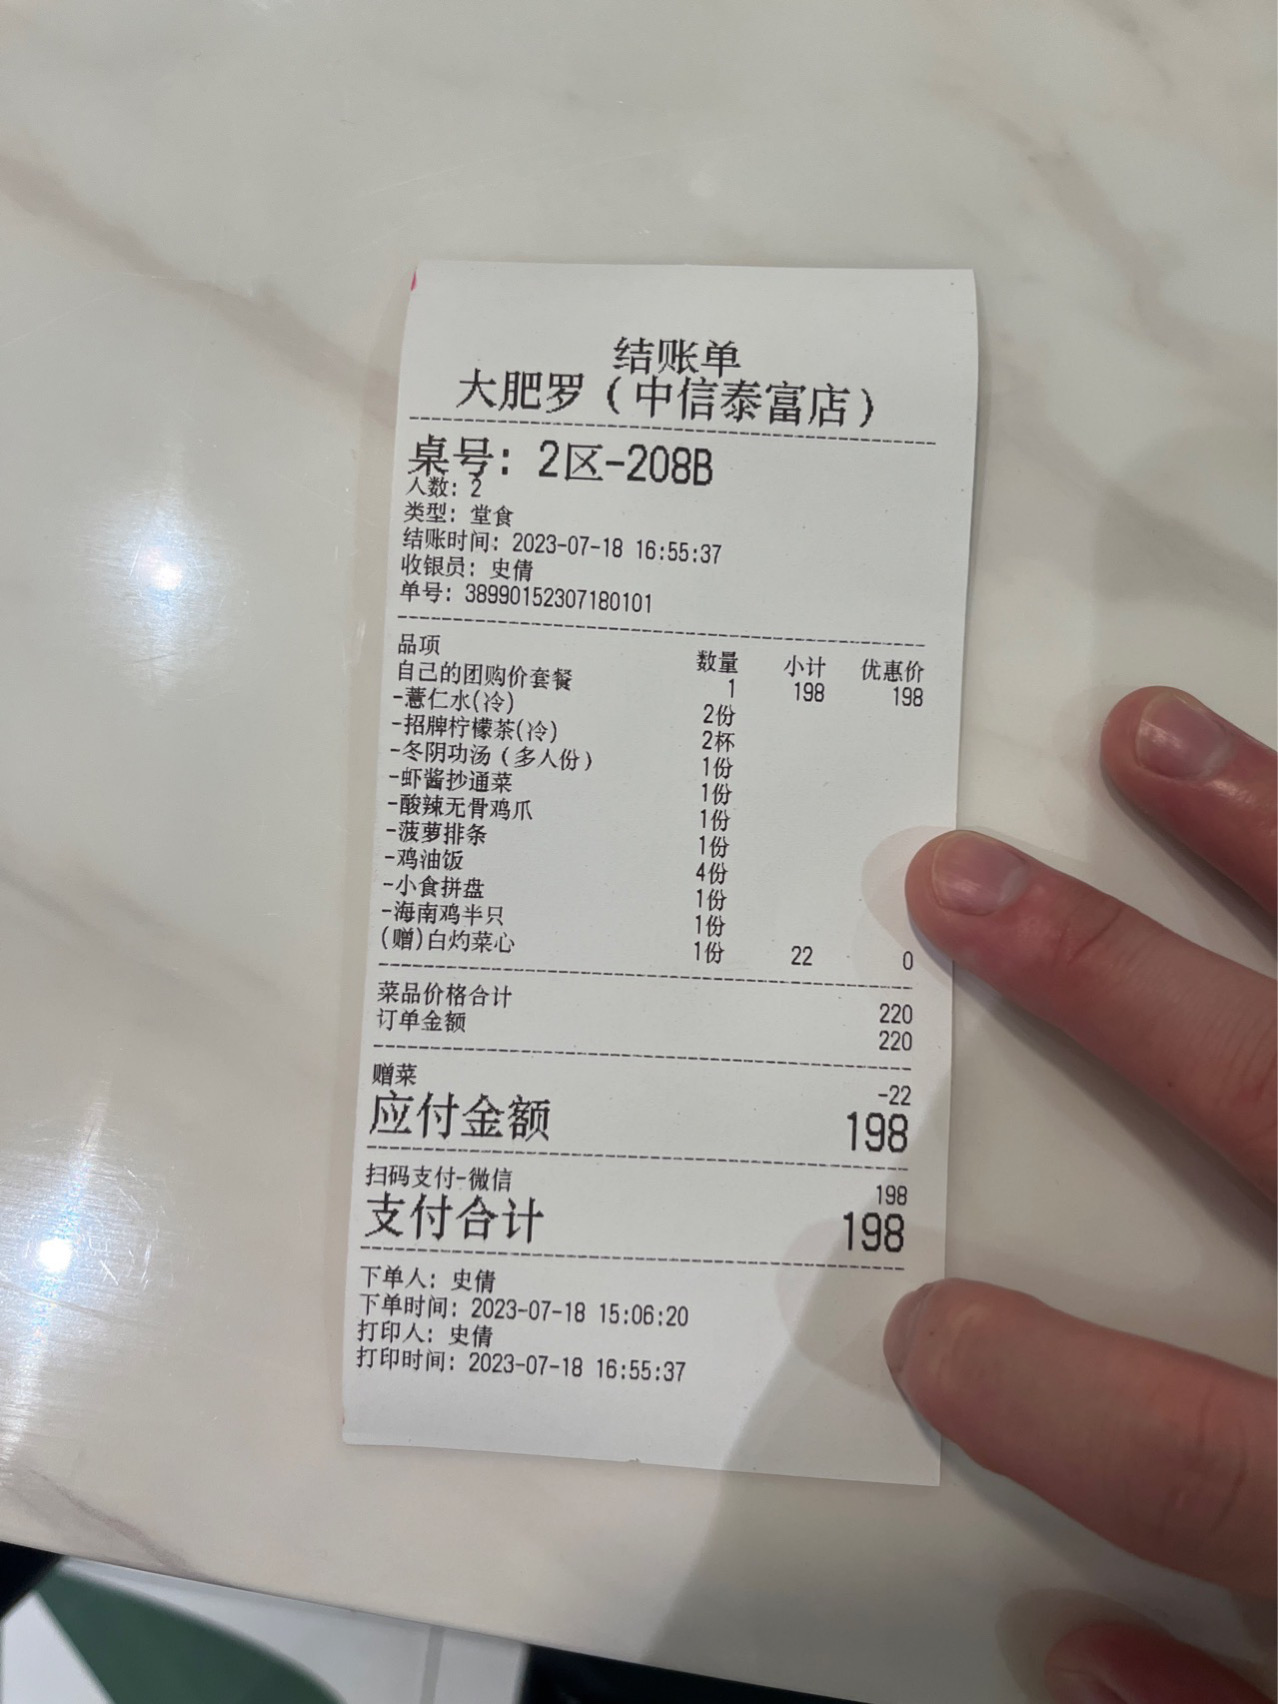 结账单
大肥罗（中信泰富店）
桌号: 2区-208B
人数: 2
类型: 堂食
结账时间: 2023-07-18 16:55:37
收银员: 史倩
单号: 38990152307180101
品项 数量 小计 优惠价
自己的团购价套餐 1 198 198
-薏仁水(冷) 2份
-招牌柠檬茶(冷) 2杯
-冬阴功汤（多人份） 1份
-虾酱抄通菜 1份
-酸辣无骨鸡爪 1份
-菠萝排条 1份
-鸡油饭 4份
-小食拼盘 1份
-海南鸡半只 1份
(赠)白灼菜心 1份 22 0
菜品价格合计 220
订单金额 220
赠菜 -22
应付金额 198
扫码支付-微信 198
支付合计 198
下单人: 史倩
下单时间: 2023-07-18 15:06:20
打印人: 史倩
打印时间: 2023-07-18 16:55:37